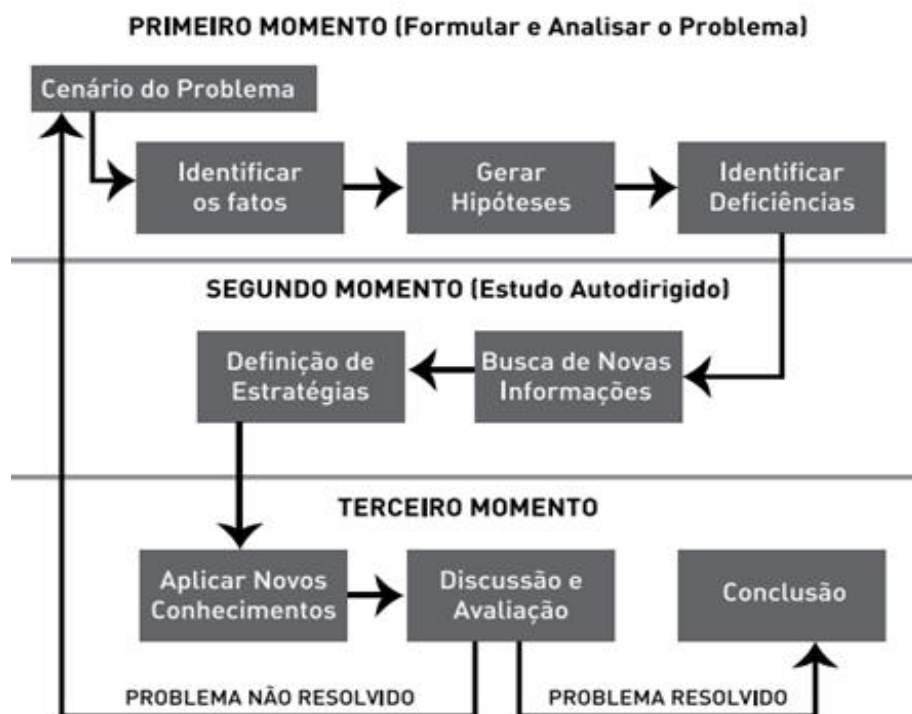 PRIMEIRO MOMENTO (Formular e Analisar o Problema)
Cenário do Problema
Identificar
os fatos
Gerar
Hipóteses
Identificar
Deficiências
SEGUNDO MOMENTO (Estudo Autodirigido)
Definição de
Estratégias
Busca de Novas
Informações
TERCEIRO MOMENTO
Aplicar Novos
Conhecimentos
Discussão e
Avaliação
Conclusão
PROBLEMA NÃO RESOLVIDO
PROBLEMA RESOLVIDO